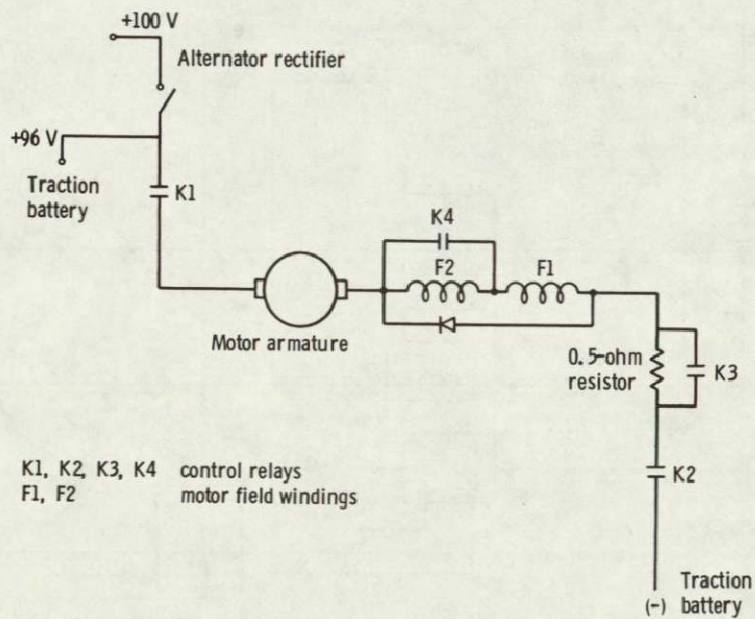 +100 V
Alternator rectifier
+96 V
Traction
battery
K1
K4
F2
F1
Motor armature
0.5-ohm
resistor
K3
K2
K1, K2, K3, K4 control relays
F1, F2 motor field windings
Traction
(-) battery